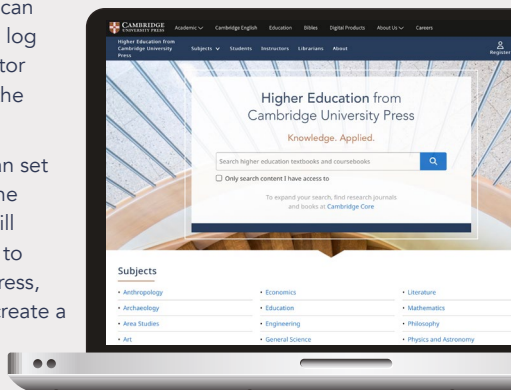 can
log
tor
he
an set
ne
ill
to
ress,
create a
CAMBRIDGE
UNIVERSITY PRESS
Academic
Cambridge English
Education
Bibles
Digital Products
About Us
Careers
Higher Education from
Cambridge University
Press
Subjects
Students
Instructors
Librarians
About
Register
Higher Education from
Cambridge University Press
Knowledge. Applied.
Search higher education textbooks and coursebooks
Only search content I have access to
To expand your search, find research journals
and books at Cambridge Core
Subjects
• Anthropology
• Archaeology
• Area Studies
• Art
• Economics
• Education
• Engineering
• General Science
• Literature
• Mathematics
• Philosophy
• Physics and Astronomy